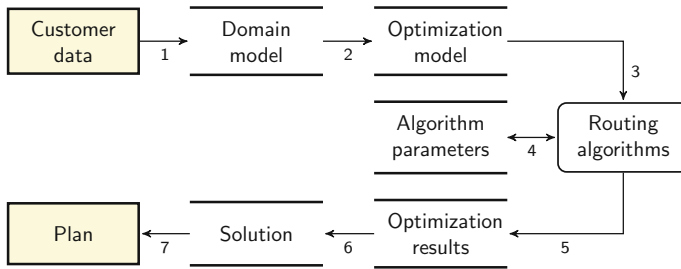 Customer
data
1
Domain
model
2
Optimization
model
3
Algorithm
parameters
4
Routing
algorithms
Plan
7
Solution
6
Optimization
results
5